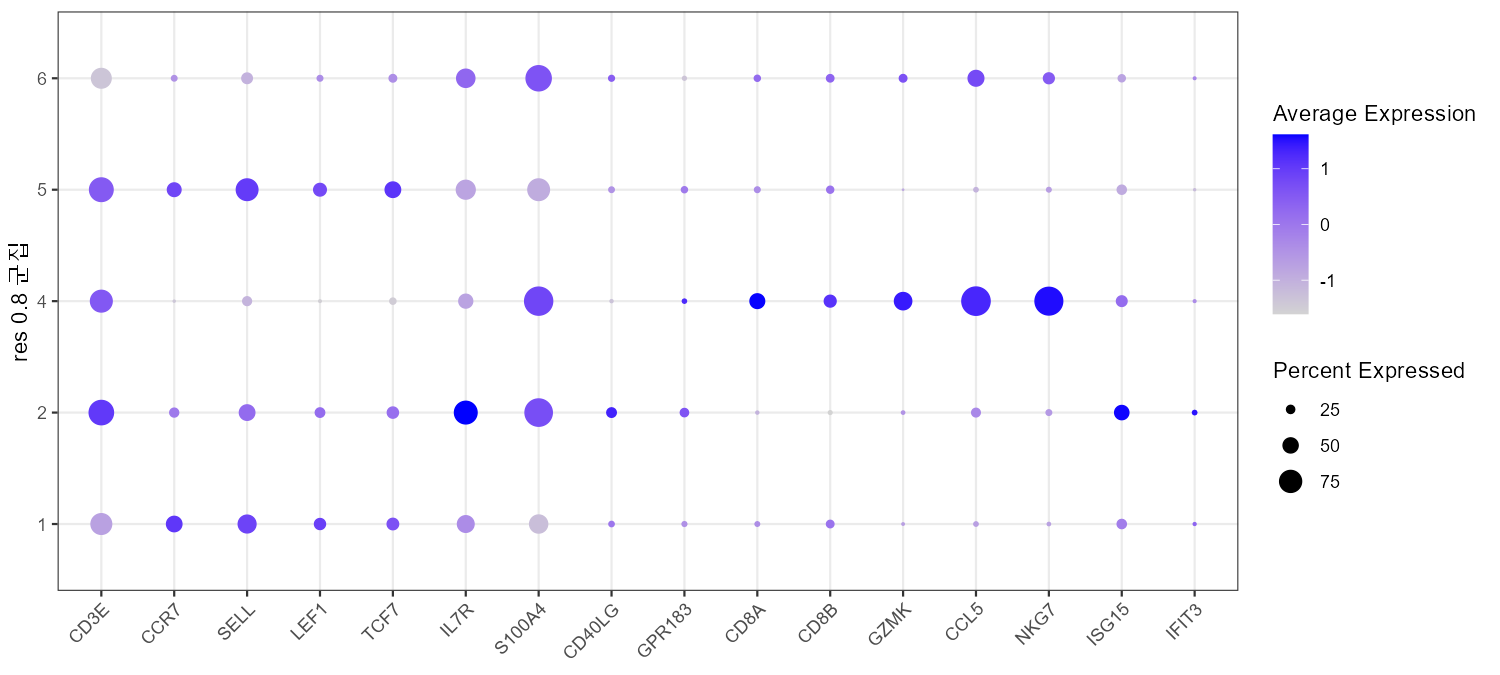 6
5
4
2
1
res 0.8 군집
CD3E
CCR7
SELL
LEF1
TCF7
IL7R
S100A4
CD40LG
GPR183
CD8A
CD8B
GZMK
CCL5
NKG7
ISG15
IFIT3
Average Expression
1
0
-1
Percent Expressed
25
50
75